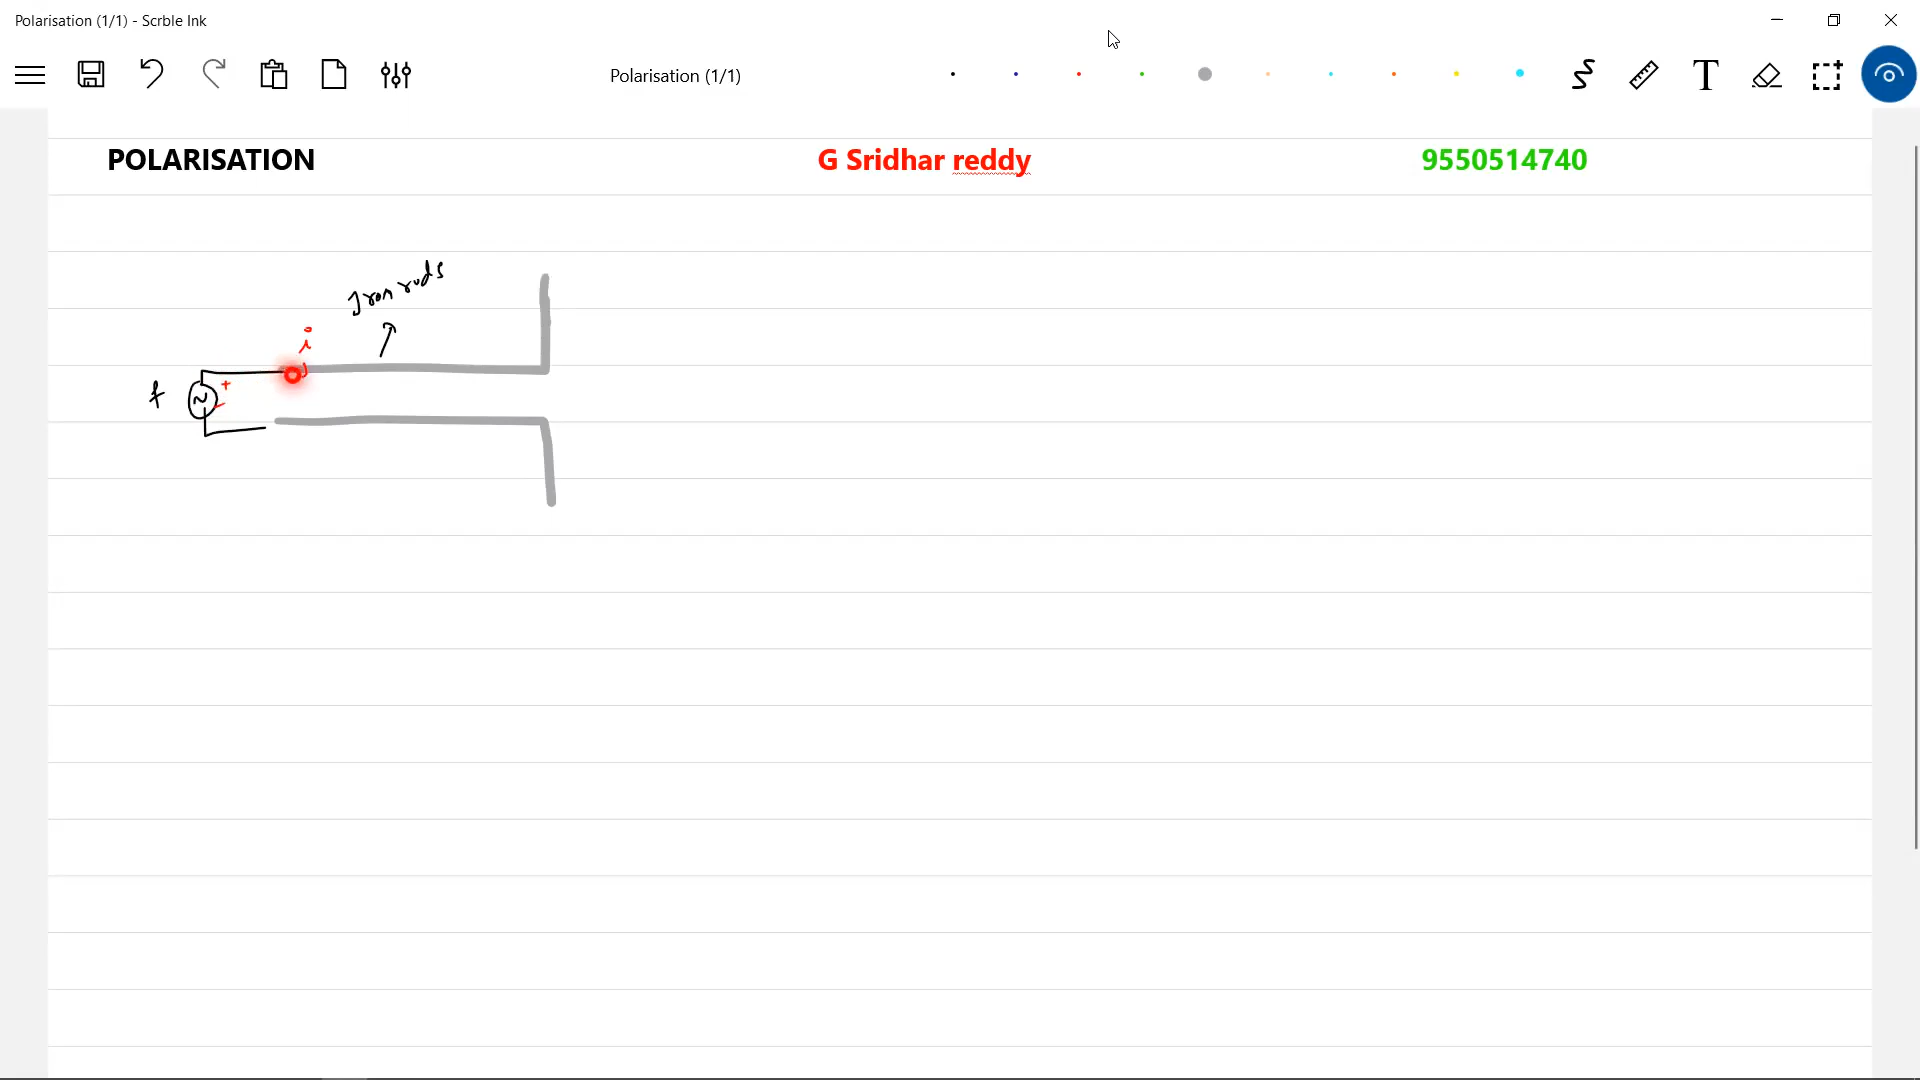 Polarisation (1/1) - Scrble Ink
Polarisation (1/1)
T
POLARISATION G Sridhar reddy 9550514740
Iron rods
i
f + ~ -